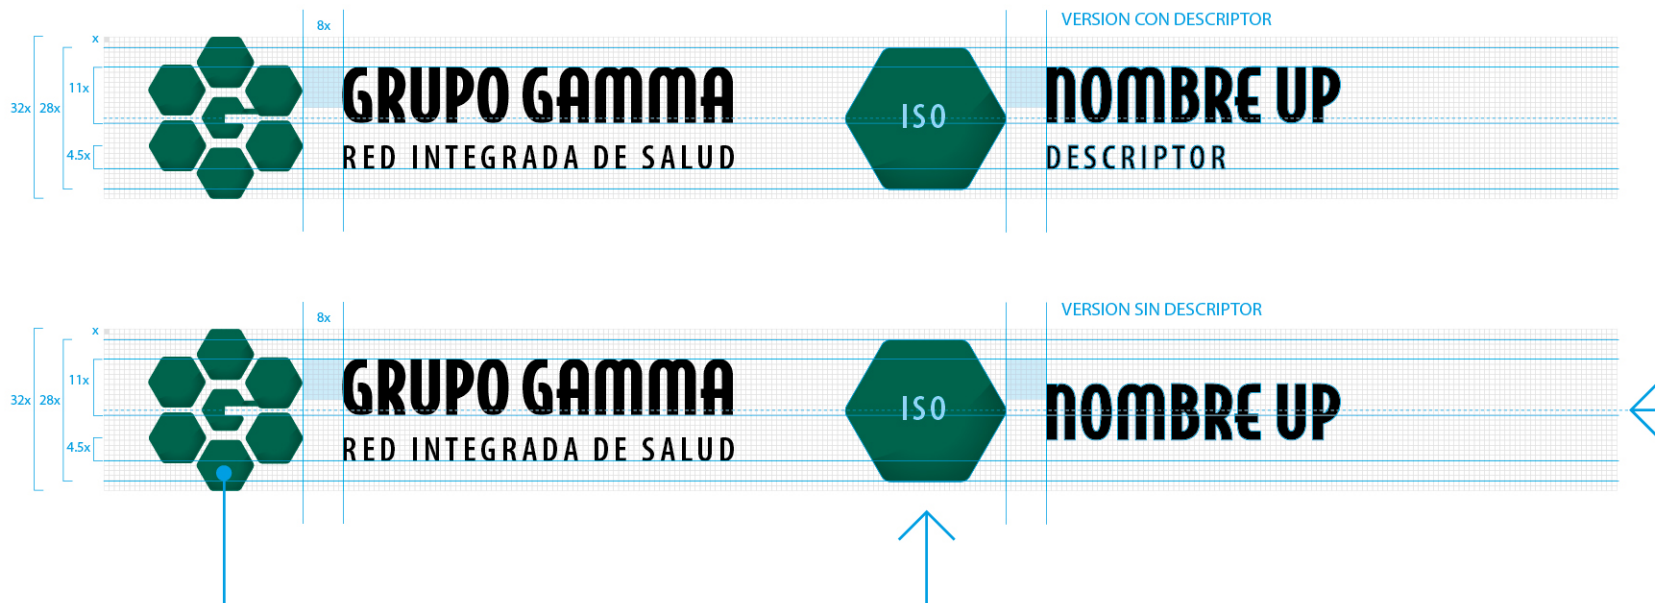 8x
VERSION CON DESCRIPTOR
x
11x
32x 28x
4.5x
GRUPO GAMMA
RED INTEGRADA DE SALUD
ISO
NOMBRE UP
DESCRIPTOR
8x
VERSION SIN DESCRIPTOR
x
11x
32x 28x
4.5x
GRUPO GAMMA
RED INTEGRADA DE SALUD
ISO
NOMBRE UP